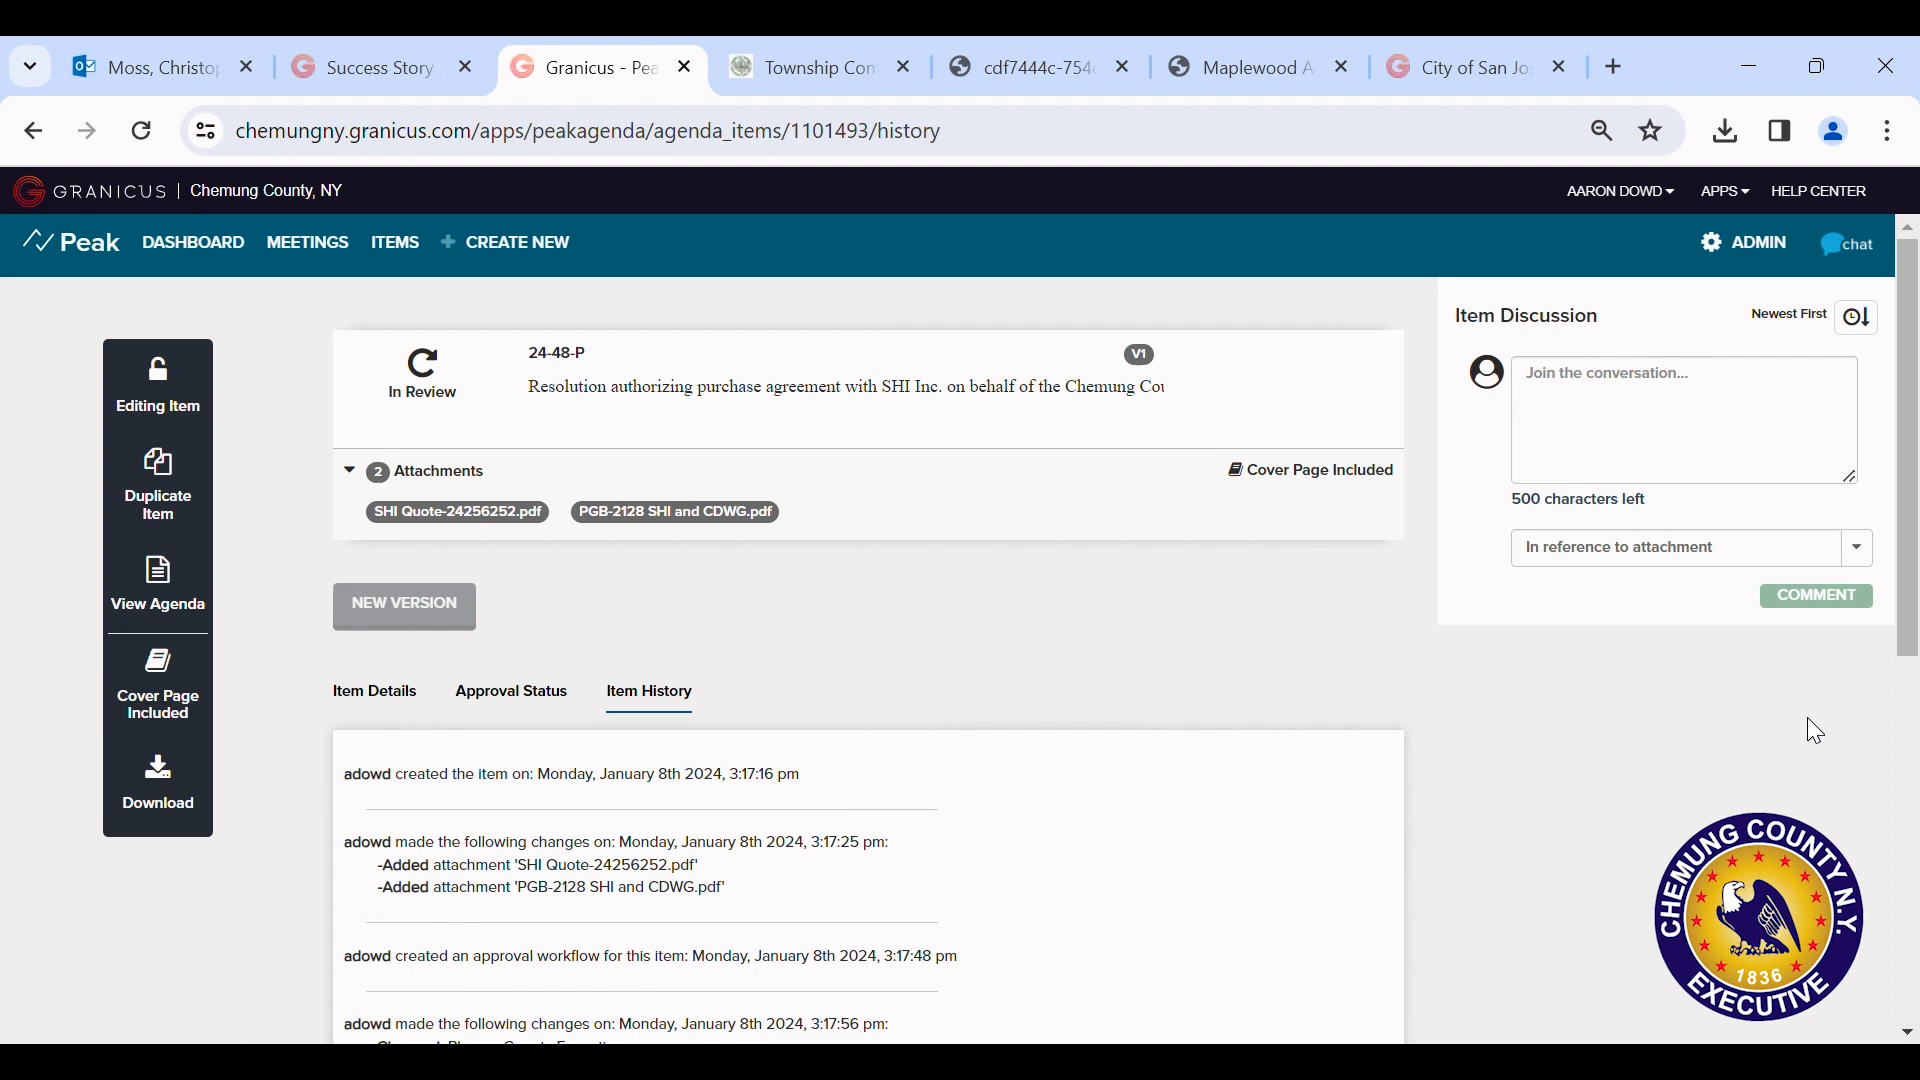 Moss, Christo
Success Story
Granicus - Pea
Township Com
cdf7444c-754
Maplewood A
City of San Jo
chemungny.granicus.com/apps/peakagenda/agenda_items/1101493/history
GRANICUS | Chemung County, NY
AARON DOWD
APPS
HELP CENTER
Peak
DASHBOARD
MEETINGS
ITEMS
CREATE NEW
ADMIN
chat
Editing Item
Duplicate
Item
View Agenda
Cover Page
Included
Download
In Review
24-48-P
V1
Resolution authorizing purchase agreement with SHI Inc. on behalf of the Chemung Cou
2 Attachments
Cover Page Included
SHI Quote-24256252.pdf
PGB-2128 SHI and CDWG.pdf
NEW VERSION
Item Details
Approval Status
Item History
adowd created the item on: Monday, January 8th 2024, 3:17:16 pm
adowd made the following changes on: Monday, January 8th 2024, 3:17:25 pm:
-Added attachment 'SHI Quote-24256252.pdf'
-Added attachment 'PGB-2128 SHI and CDWG.pdf'
adowd created an approval workflow for this item: Monday, January 8th 2024, 3:17:48 pm
adowd made the following changes on: Monday, January 8th 2024, 3:17:56 pm:
Item Discussion
Newest First
Join the conversation...
500 characters left
In reference to attachment
COMMENT
CHEMUNG COUNTY N.Y.
1836
EXECUTIVE